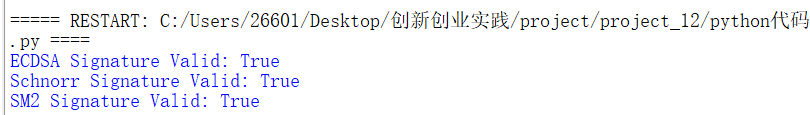 ===== RESTART: C:/Users/26601/Desktop/创新创业实践/project/project_12/python代码
.py ====
ECDSA Signature Valid: True
Schnorr Signature Valid: True
SM2 Signature Valid: True